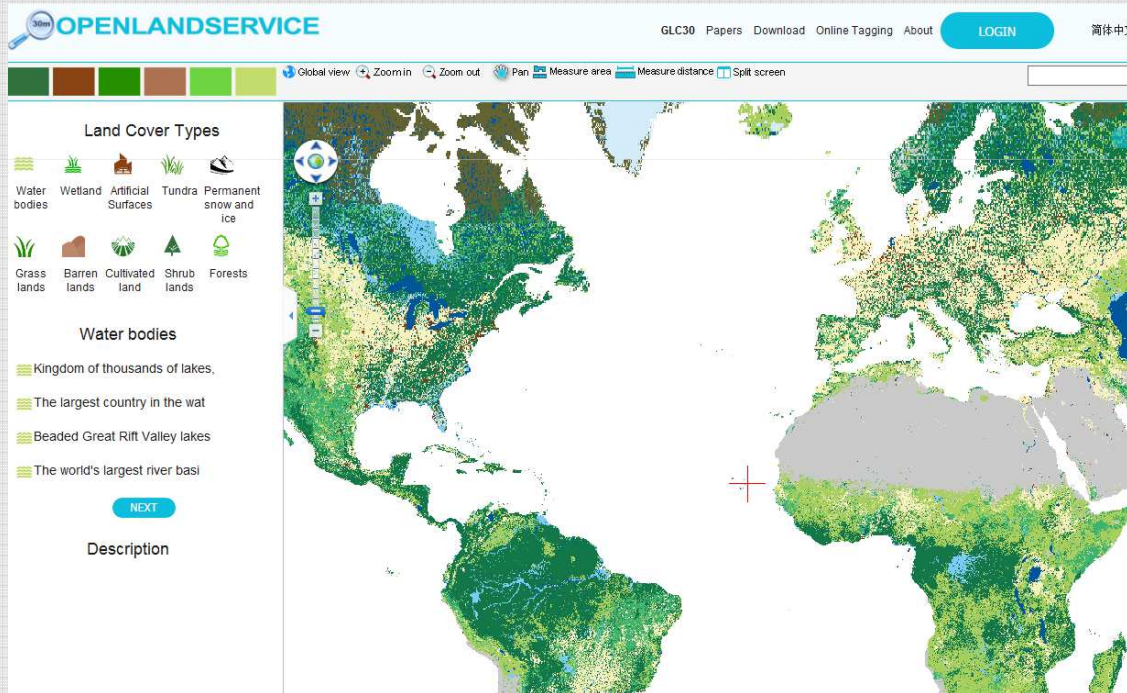 30m OPENLANDSERVICE
GLC30 Papers Download Online Tagging About LOGIN 简体中文
Global view Zoom in Zoom out Pan Measure area Measure distance Split screen
Land Cover Types
Water bodies
Wetland
Artificial Surfaces
Tundra
Permanent snow and ice
Grass lands
Barren lands
Cultivated land
Shrub lands
Forests
Water bodies
Kingdom of thousands of lakes,
The largest country in the wat
Beaded Great Rift Valley lakes
The world's largest river basi
NEXT
Description